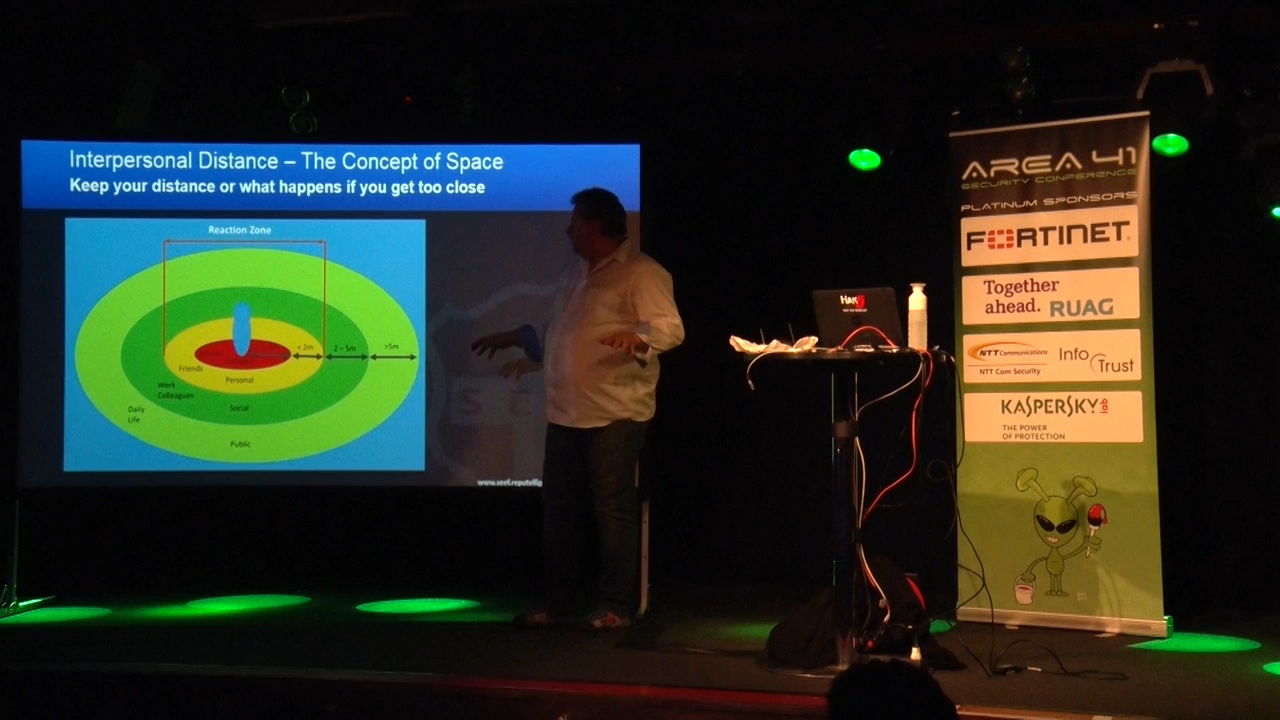 Interpersonal Distance – The Concept of Space
Keep your distance or what happens if you get too close
Reaction Zone
< 2m
2 – 5m
>5m
Friends
Personal
Work
Colleagues
Social
Daily
Life
Public
HAK5
AREA 41
SECURITY CONFERENCE
PLATINUM SPONSORS
FORTINET
Together
ahead. RUAG
NTT Communications
NTT Com Security
Info
Trust
KASPERSKY lab
THE POWER
OF PROTECTION